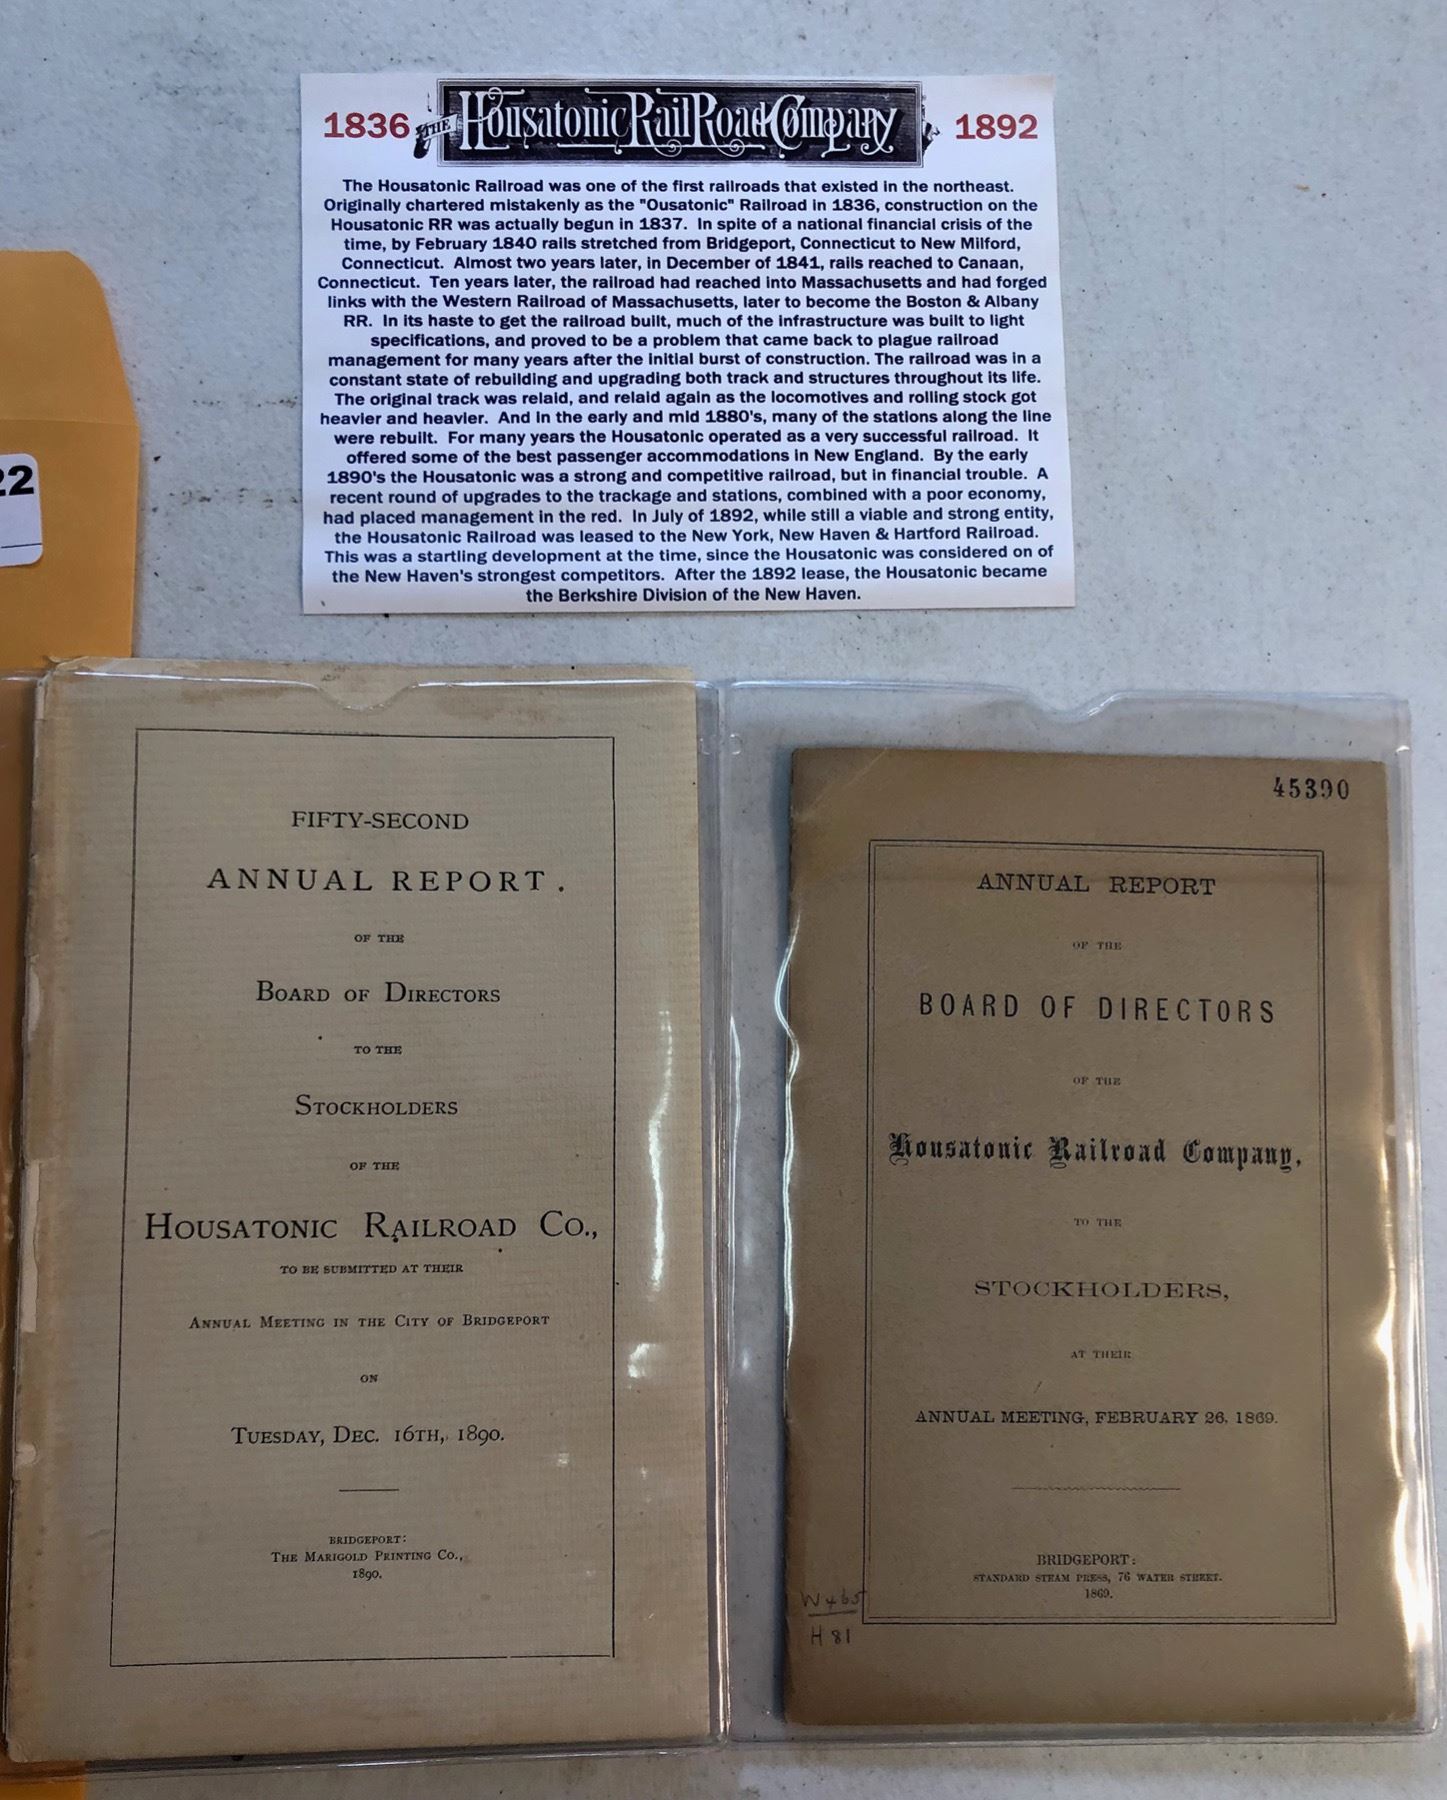 1836 THE Housatonic RailRoad Company 1892
The Housatonic Railroad was one of the first railroads that existed in the northeast.
Originally chartered mistakenly as the "Ousatonic" Railroad in 1836, construction on the
Housatonic RR was actually begun in 1837. In spite of a national financial crisis of the
time, by February 1840 rails stretched from Bridgeport, Connecticut to New Milford,
Connecticut. Almost two years later, in December of 1841, rails reached to Canaan,
Connecticut. Ten years later, the railroad had reached into Massachusetts and had forged
links with the Western Railroad of Massachusetts, later to become the Boston & Albany
RR. In its haste to get the railroad built, much of the infrastructure was built to light
specifications, and proved to be a problem that came back to plague railroad
management for many years after the initial burst of construction. The railroad was in a
constant state of rebuilding and upgrading both track and structures throughout its life.
The original track was relaid, and relaid again as the locomotives and rolling stock got
heavier and heavier. And in the early and mid 1880's, many of the stations along the line
were rebuilt. For many years the Housatonic operated as a very successful railroad. It
offered some of the best passenger accommodations in New England. By the early
1890's the Housatonic was a strong and competitive railroad, but in financial trouble. A
recent round of upgrades to the trackage and stations, combined with a poor economy,
had placed management in the red. In July of 1892, while still a viable and strong entity,
the Housatonic Railroad was leased to the New York, New Haven & Hartford Railroad.
This was a startling development at the time, since the Housatonic was considered on of
the New Haven's strongest competitors. After the 1892 lease, the Housatonic became
the Berkshire Division of the New Haven.
22
FIFTY-SECOND
ANNUAL REPORT.
OF THE
BOARD OF DIRECTORS
TO THE
STOCKHOLDERS
OF THE
HOUSATONIC RAILROAD CO.,
TO BE SUBMITTED AT THEIR
ANNUAL MEETING IN THE CITY OF BRIDGEPORT
ON
TUESDAY, DEC. 16TH, 1890.
BRIDGEPORT:
THE MARIGOLD PRINTING CO.,
1890.
45390
ANNUAL REPORT
OF THE
BOARD OF DIRECTORS
OF THE
Housatonic Railroad Company,
TO THE
STOCKHOLDERS,
AT THEIR
ANNUAL MEETING, FEBRUARY 26, 1869.
BRIDGEPORT:
STANDARD STEAM PRESS, 76 WATER STREET.
1869.
H 81